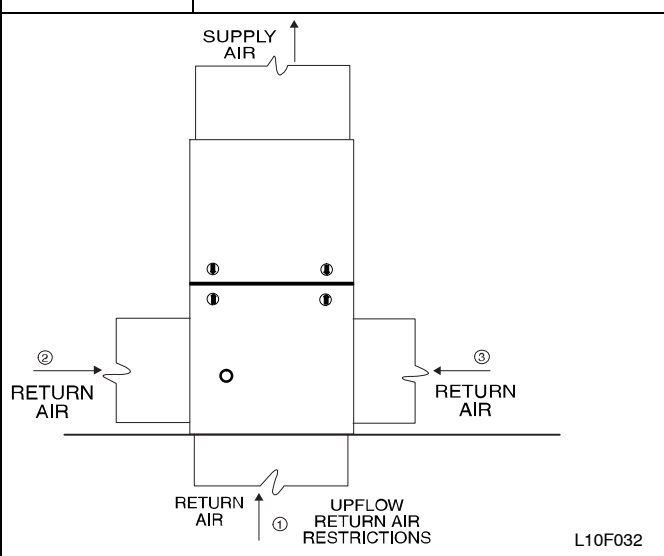 SUPPLY
AIR
②
RETURN
AIR
③
RETURN
AIR
RETURN
AIR
①
UPFLOW
RETURN AIR
RESTRICTIONS
L10F032